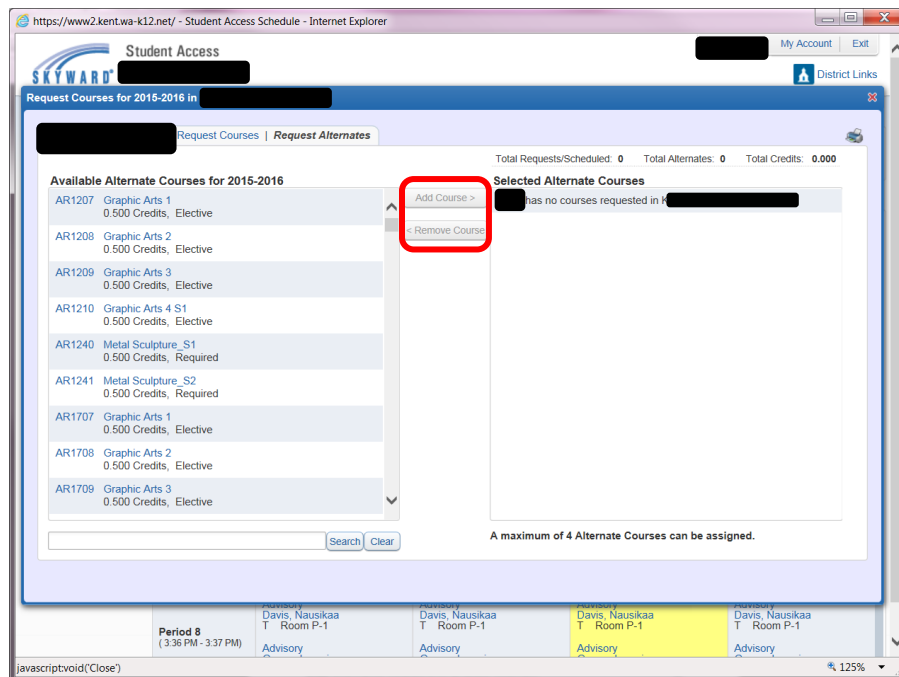 https://www2.kent.wa-k12.net/ - Student Access Schedule - Internet Explorer
Student Access
My Account Exit
SKYWARD®
District Links
Request Courses for 2015-2016 in
Request Courses | Request Alternates
Total Requests/Scheduled: 0 Total Alternates: 0 Total Credits: 0.000
Available Alternate Courses for 2015-2016
Selected Alternate Courses
AR1207 Graphic Arts 1
0.500 Credits, Elective
AR1208 Graphic Arts 2
0.500 Credits, Elective
AR1209 Graphic Arts 3
0.500 Credits, Elective
AR1210 Graphic Arts 4 S1
0.500 Credits, Elective
AR1240 Metal Sculpture_S1
0.500 Credits, Required
AR1241 Metal Sculpture_S2
0.500 Credits, Required
AR1707 Graphic Arts 1
0.500 Credits, Elective
AR1708 Graphic Arts 2
0.500 Credits, Elective
AR1709 Graphic Arts 3
0.500 Credits, Elective
Search Clear
Add Course >
< Remove Course
has no courses requested in K
A maximum of 4 Alternate Courses can be assigned.
Period 8
( 3:36 PM - 3:37 PM)
Advisory Advisory Advisory Advisory
Davis, Nausikaa Davis, Nausikaa Davis, Nausikaa Davis, Nausikaa
T Room P-1 T Room P-1 T Room P-1 T Room P-1
Advisory Advisory Advisory Advisory
javascript:void('Close')
125%